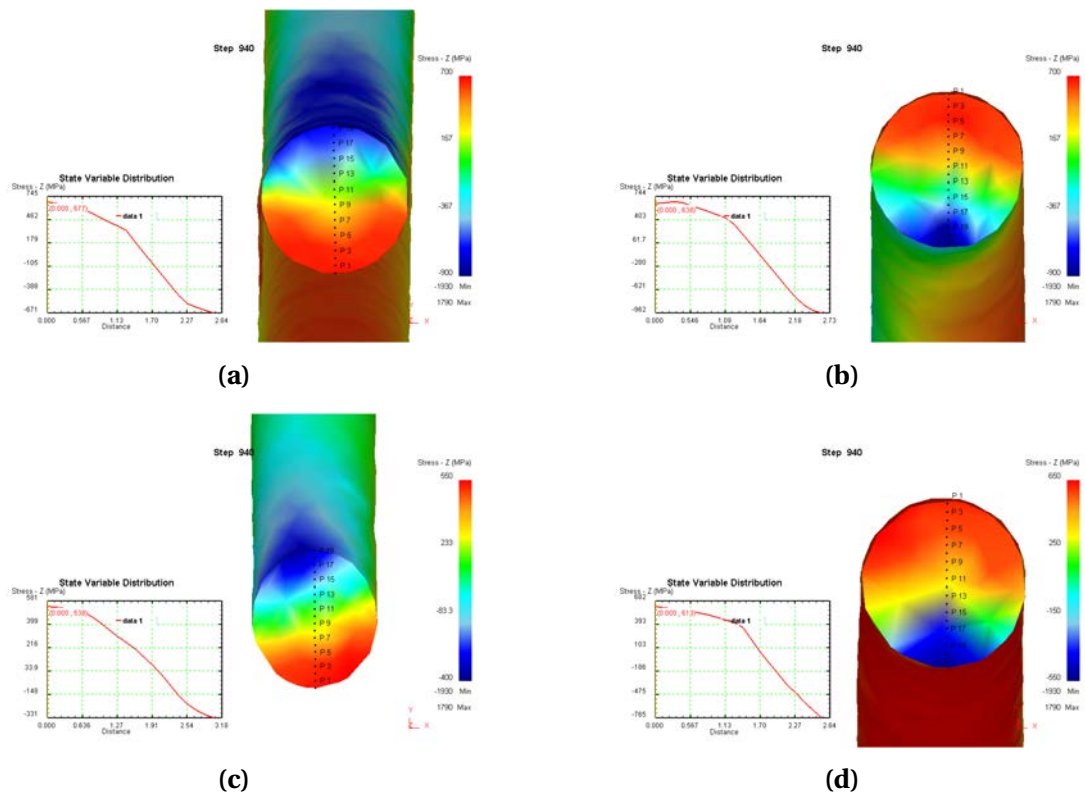 Step 940
Stress - Z (MPa)
700
167
-367
-900
-1930 Min
1790 Max
P 17
P 15
P 13
P 11
P 9
P 7
P 3
P 1
X
State Variable Distribution
Stress - Z (MPa)
745
462
179
-105
-388
-671
(0.000, 677)
data 1
0.000 0.567 1.13 1.70 2.27 2.84
Distance
(a)
Step 940
Stress - Z (MPa)
700
167
-367
-900
-1930 Min
1790 Max
P 1
P 3
P 5
P 7
P 9
P 11
P 13
P 15
P 17
X
State Variable Distribution
Stress - Z (MPa)
744
403
61.7
-280
-621
-962
(0.000, 638)
data 1
0.000 0.546 1.09 1.64 2.18 2.73
Distance
(b)
Step 940
Stress - Z (MPa)
550
233
-83.3
-400
-1930 Min
1790 Max
P 17
P 15
P 13
P 11
P 9
P 7
P 5
P 3
P 1
Y
X
State Variable Distribution
Stress - Z (MPa)
581
399
216
33.9
-148
-331
(0.000, 538)
data 1
0.000 0.636 1.27 1.91 2.54 3.18
Distance
(c)
Step 940
Stress - Z (MPa)
650
250
-150
-550
-1930 Min
1790 Max
P 1
P 3
P 5
P 7
P 9
P 11
P 15
P 17
X
State Variable Distribution
Stress - Z (MPa)
682
393
103
-186
-475
-765
data 1
0.000 0.567 1.13 1.70 2.27 2.84
Distance
(d)